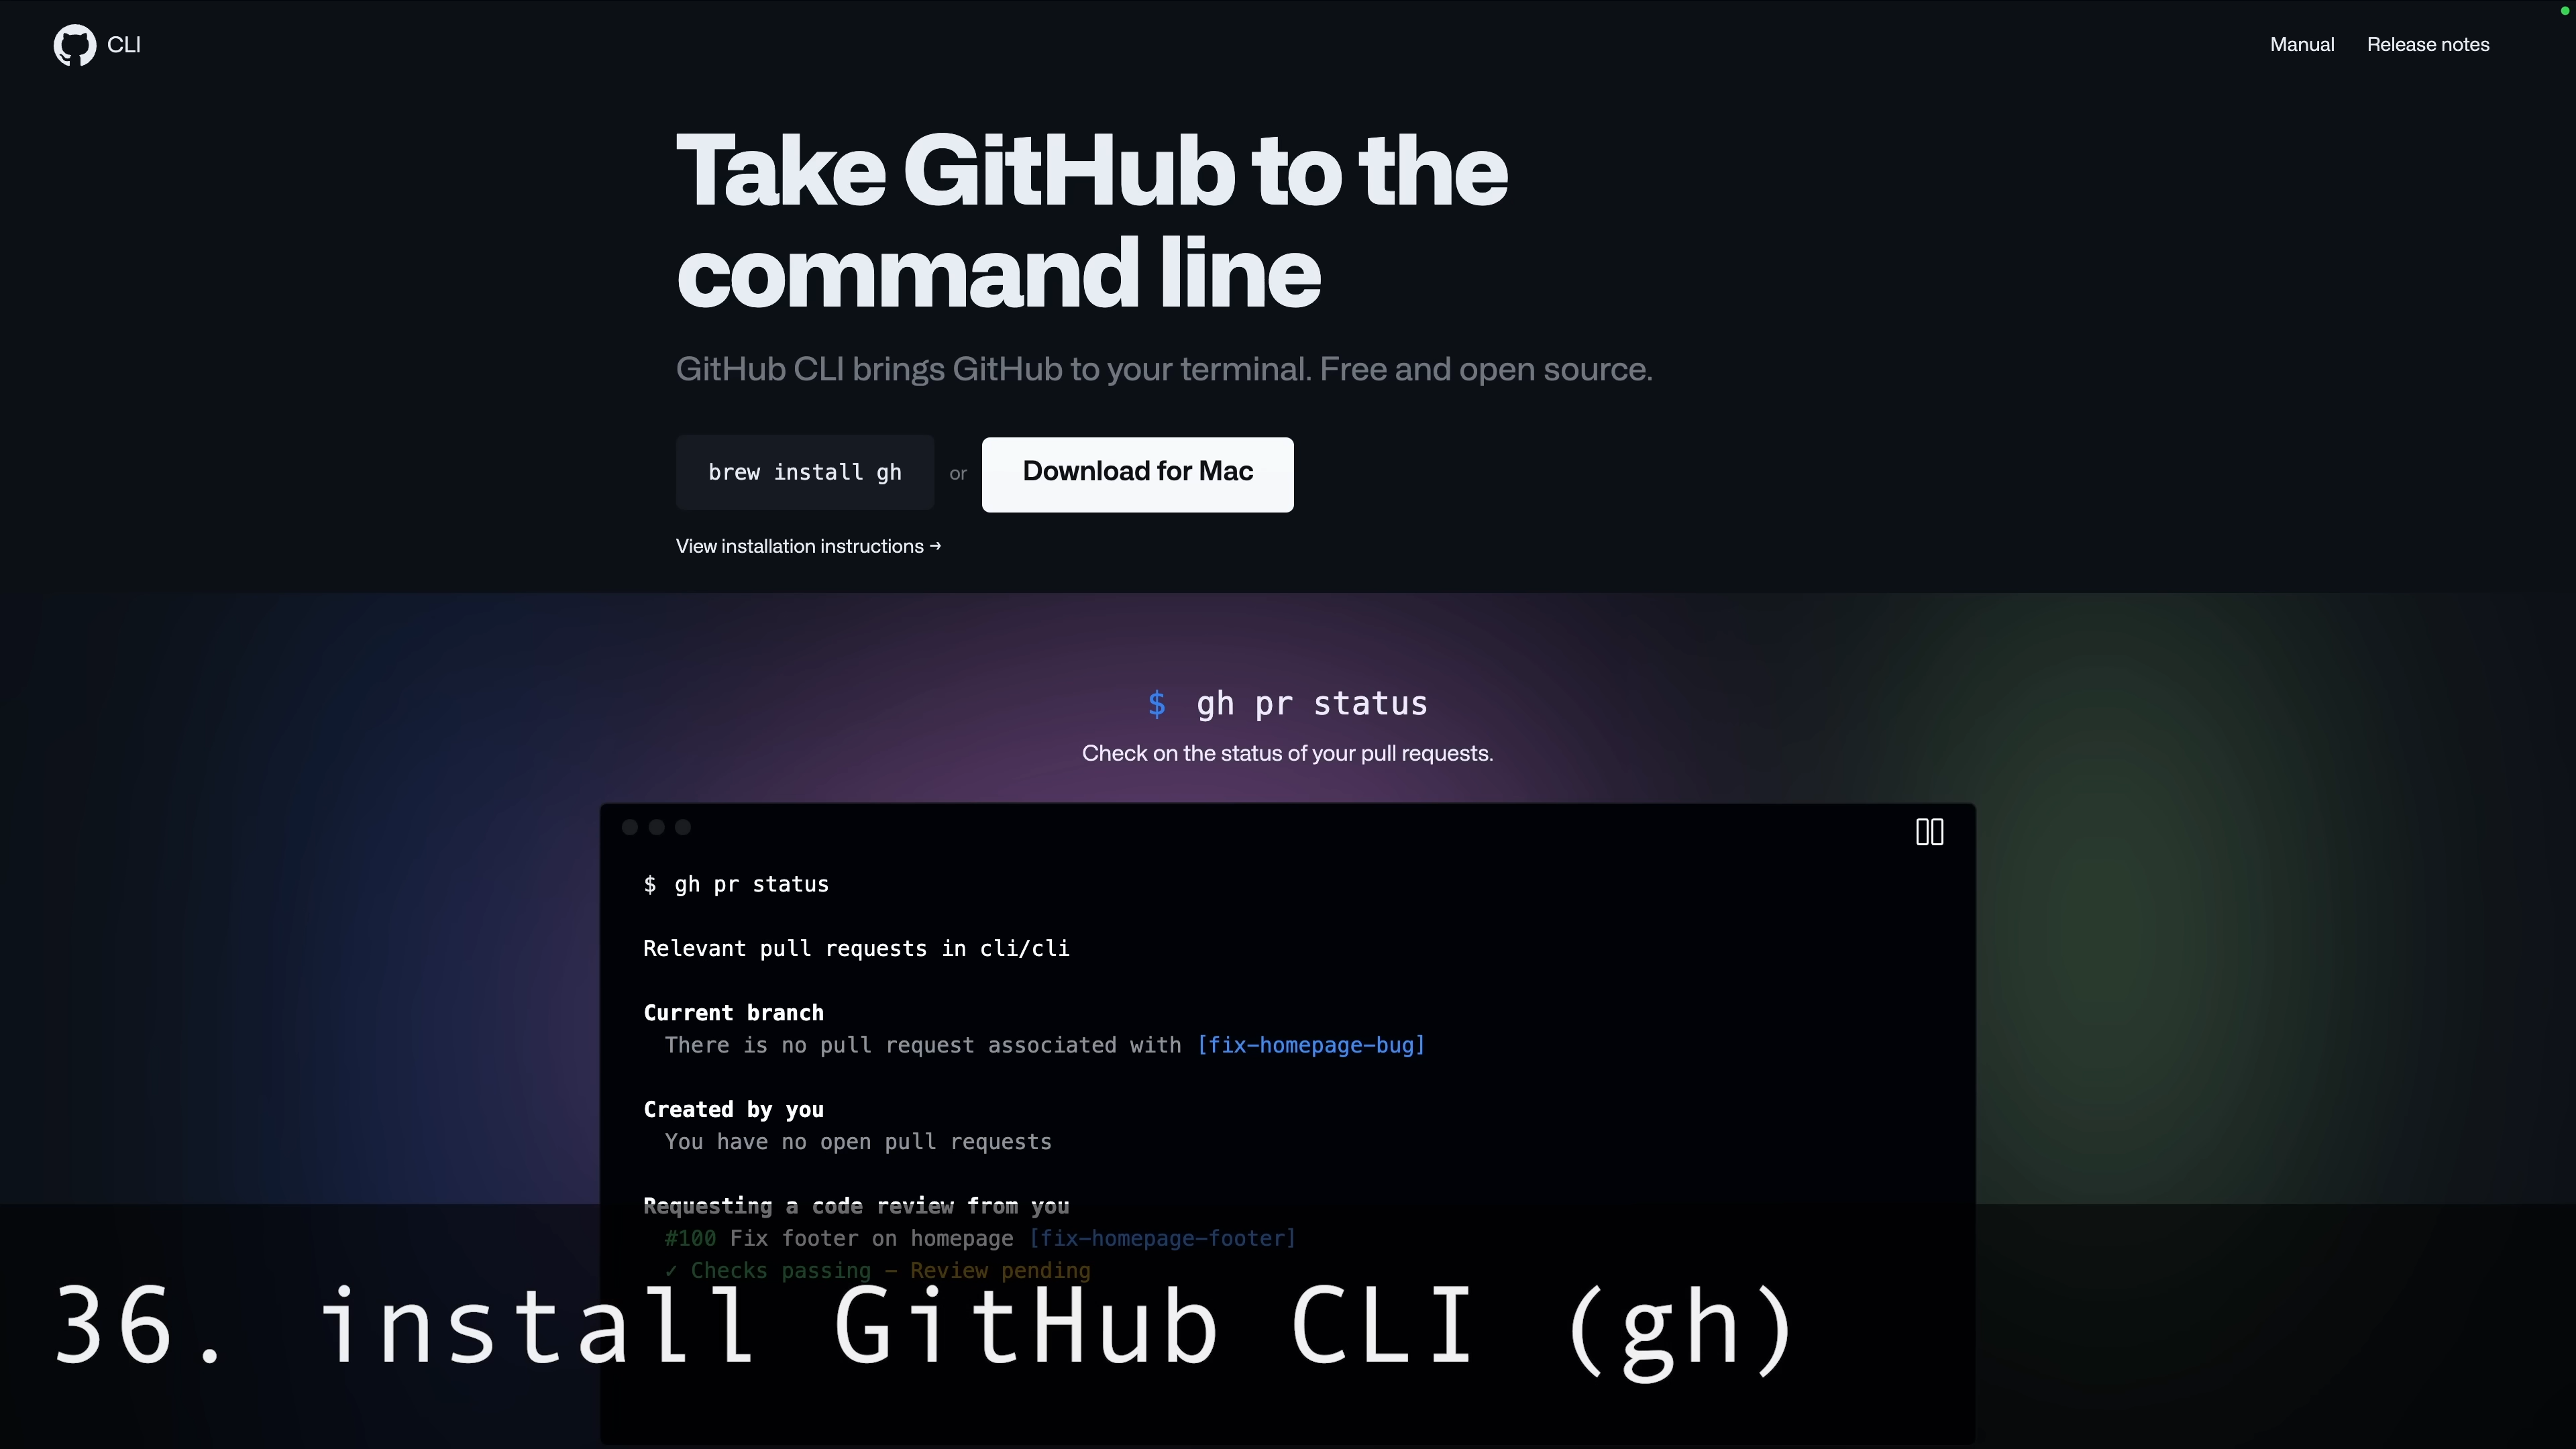 CLI
Manual
Release notes
Take GitHub to the
command line
GitHub CLI brings GitHub to your terminal. Free and open source.
brew install gh
or
Download for Mac
View installation instructions →
$ gh pr status
Check on the status of your pull requests.
$ gh pr status
Relevant pull requests in cli/cli
Current branch
There is no pull request associated with [fix-homepage-bug]
Created by you
You have no open pull requests
Requesting a code review from you
#100 Fix footer on homepage [fix-homepage-footer]
✓ Checks passing - Review pending
36. install GitHub CLI (gh)